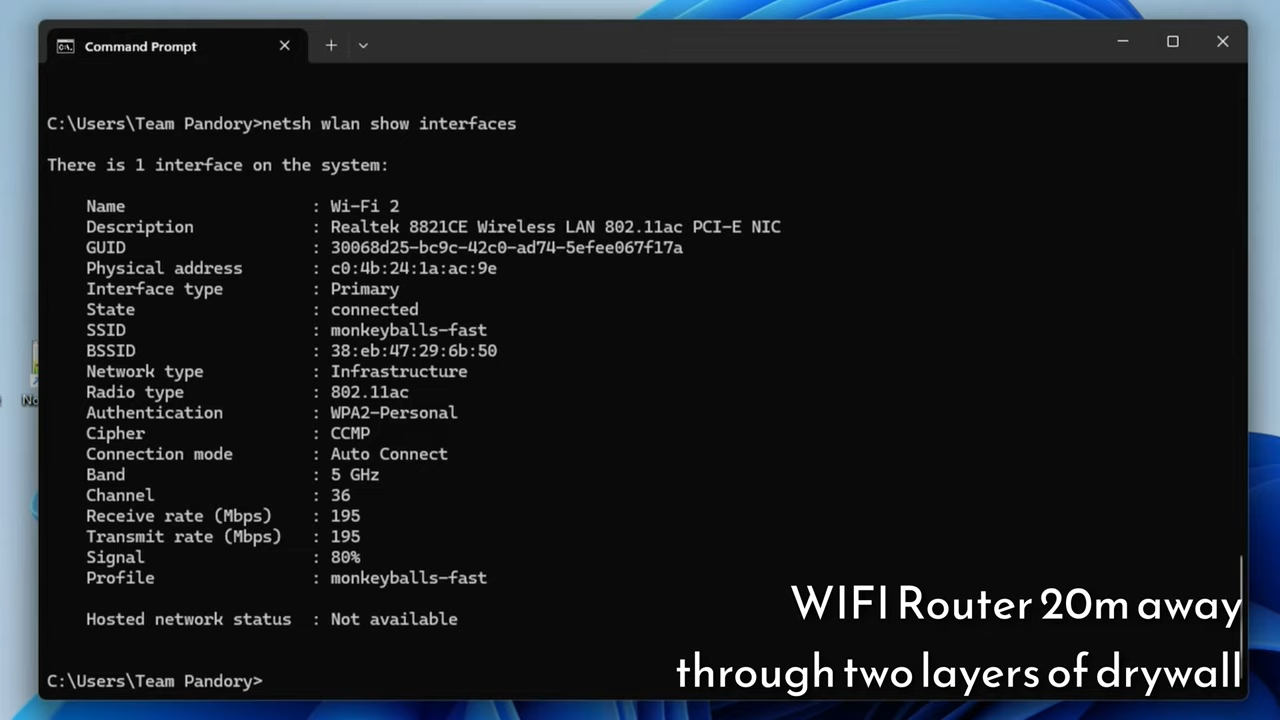 Command Prompt
C:\Users\Team Pandory>netsh wlan show interfaces
There is 1 interface on the system:
Name : Wi-Fi 2
Description : Realtek 8821CE Wireless LAN 802.11ac PCI-E NIC
GUID : 30068d25-bc9c-42c0-ad74-5efee067f17a
Physical address : c0:4b:24:1a:ac:9e
Interface type : Primary
State : connected
SSID : monkeyballs-fast
BSSID : 38:eb:47:29:6b:50
Network type : Infrastructure
Radio type : 802.11ac
Authentication : WPA2-Personal
Cipher : CCMP
Connection mode : Auto Connect
Band : 5 GHz
Channel : 36
Receive rate (Mbps) : 195
Transmit rate (Mbps) : 195
Signal : 80%
Profile : monkeyballs-fast
Hosted network status : Not available
C:\Users\Team Pandory>
WIFI Router 20m away
through two layers of drywall